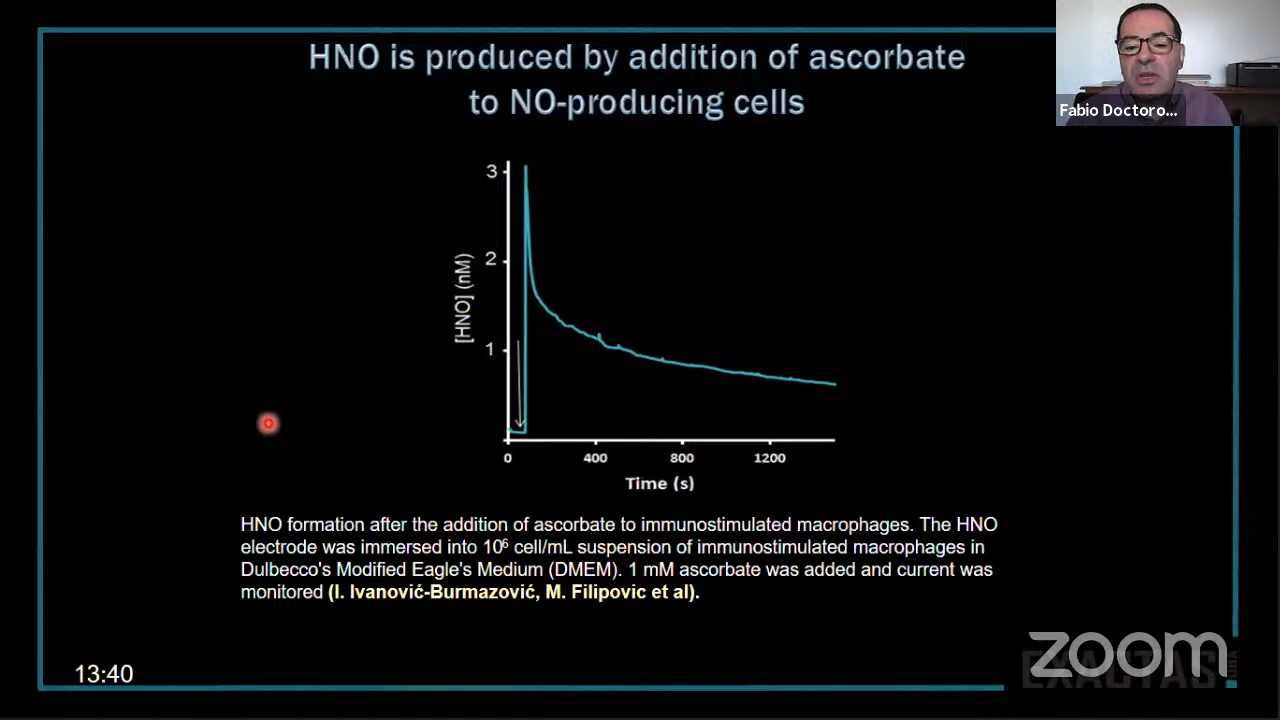 HNO is produced by addition of ascorbate
to NO-producing cells
Fabio Doctoro...
3
2
1
[HNO] (nM)
0 400 800 1200
Time (s)
HNO formation after the addition of ascorbate to immunostimulated macrophages. The HNO
electrode was immersed into 10⁶ cell/mL suspension of immunostimulated macrophages in
Dulbecco's Modified Eagle's Medium (DMEM). 1 mM ascorbate was added and current was
monitored (I. Ivanović-Burmazović, M. Filipovic et al).
zoom
13:40